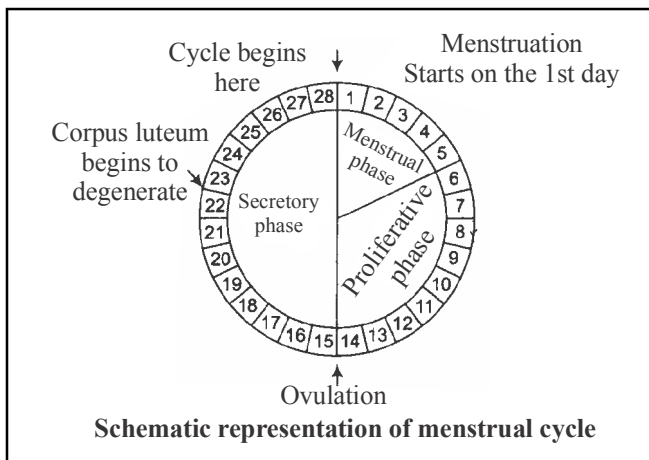 Cycle begins
here
Menstruation
Starts on the 1st day
Corpus luteum
begins to
degenerate
1
2
3
4
5
6
7
8
9
10
11
12
13
14
15
16
17
18
19
20
21
22
23
24
25
26
27
28
Menstrual
phase
Secretory
phase
Proliferative
phase
Ovulation
Schematic representation of menstrual cycle